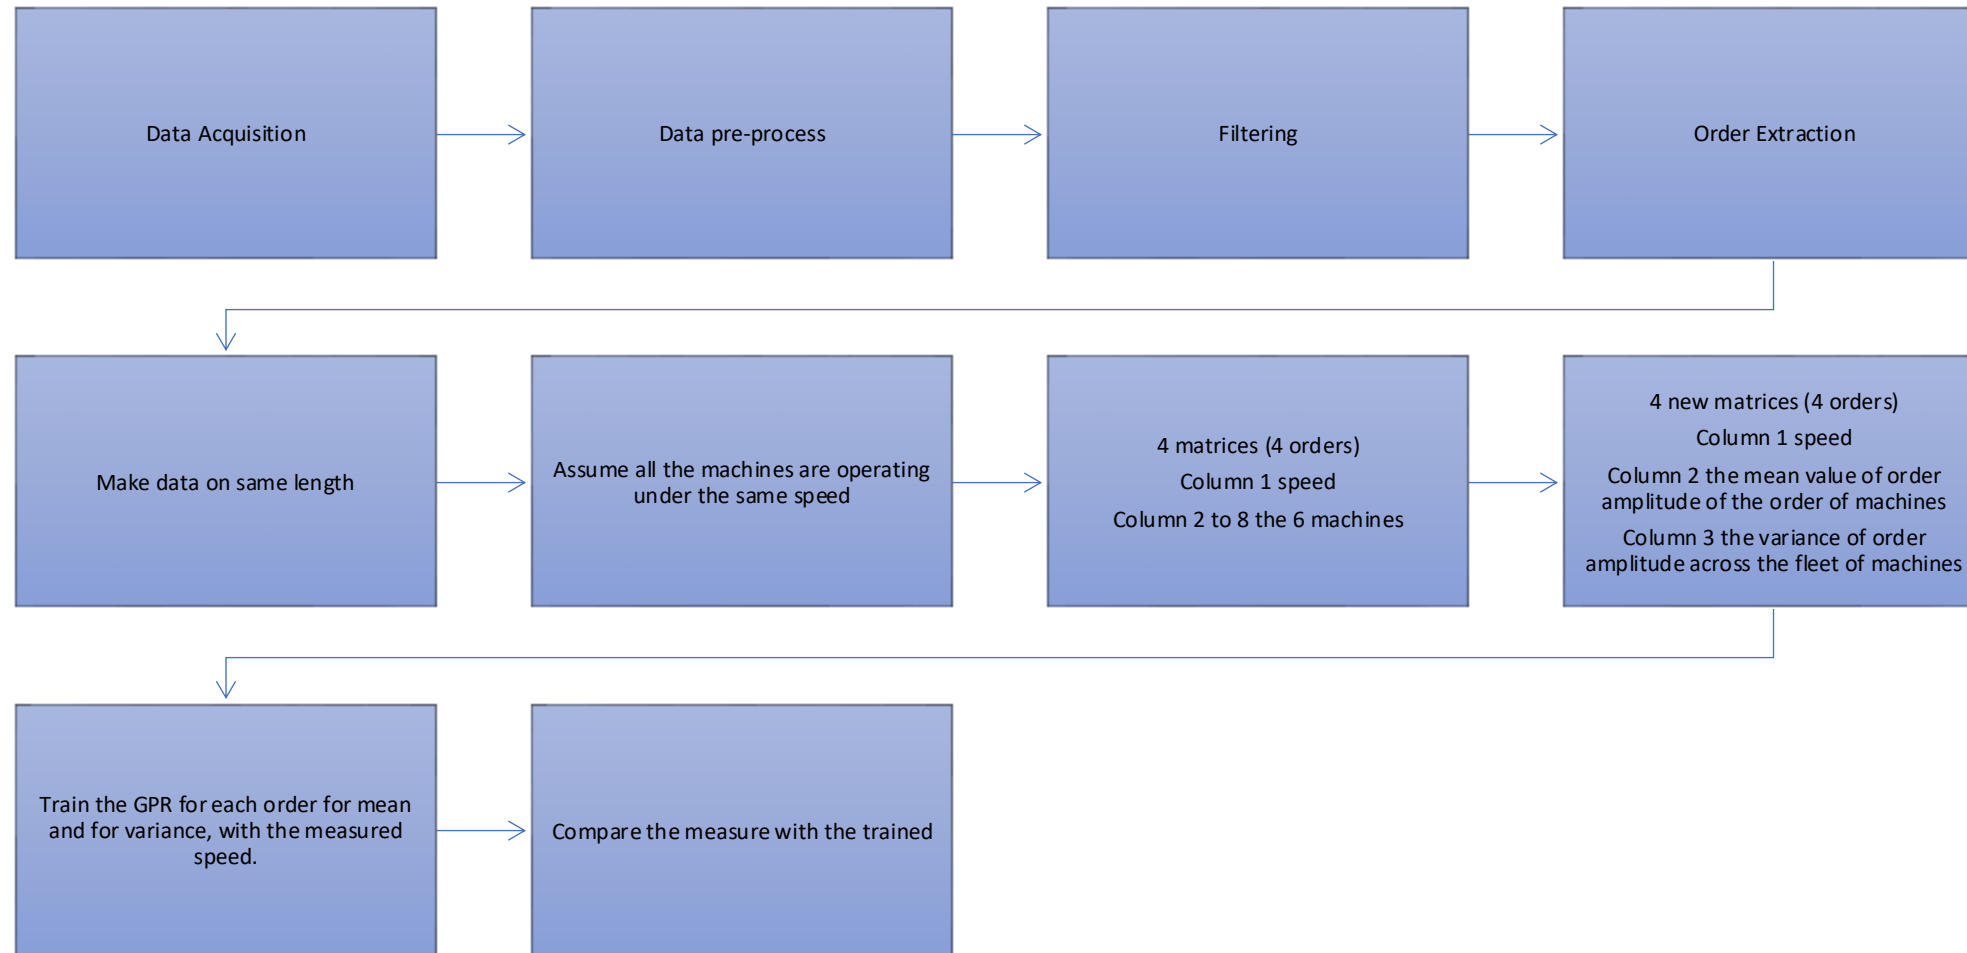 Data Acquisition
Data pre-process
Filtering
Order Extraction
Make data on same length
Assume all the machines are operating
under the same speed
4 matrices (4 orders)
Column 1 speed
Column 2 to 8 the 6 machines
4 new matrices (4 orders)
Column 1 speed
Column 2 the mean value of order
amplitude of the order of machines
Column 3 the variance of order
amplitude across the fleet of machines
Train the GPR for each order for mean
and for variance, with the measured
speed.
Compare the measure with the trained